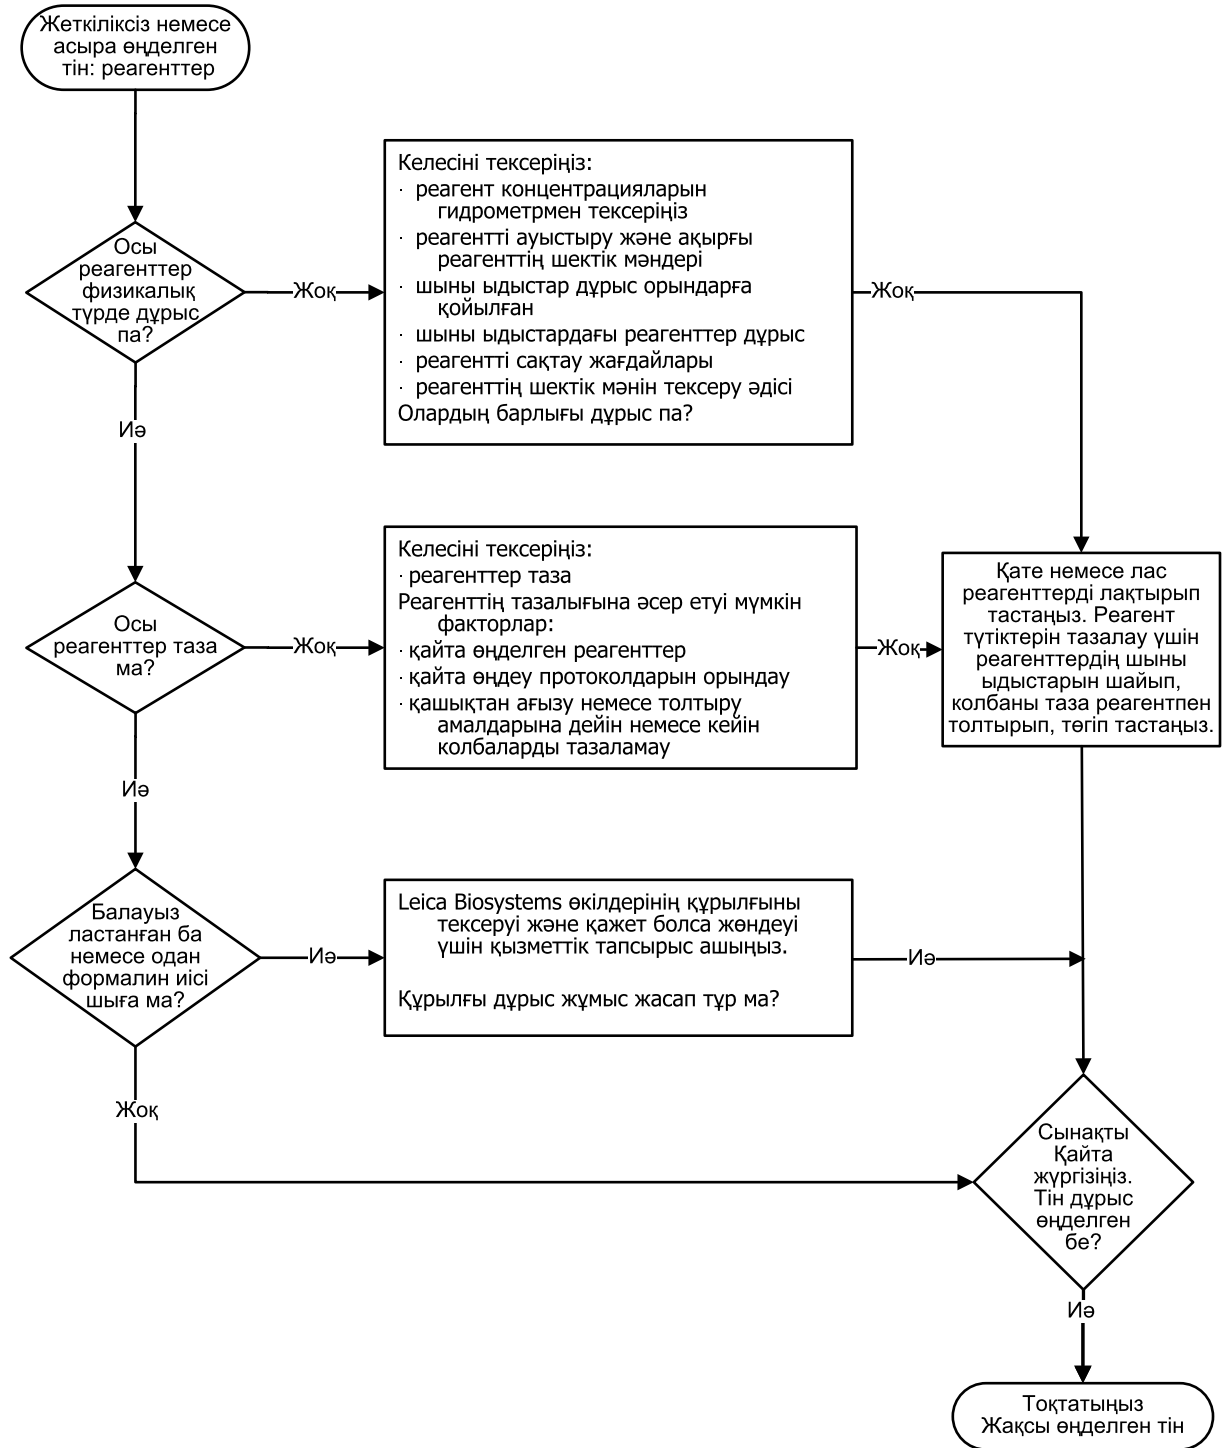 Жеткіліксіз немесе
асыра өңделген
тін: реагенттер
Осы
реагенттер
физикалық
түрде дұрыс
па?
Жоқ
Келесіні тексеріңіз:
· реагент концентрацияларын
гидрометрмен тексеріңіз
· реагентті ауыстыру және ақырғы
реагенттің шектік мәндері
· шыны ыдыстар дұрыс орындарға
қойылған
· шыны ыдыстардағы реагенттер дұрыс
· реагентті сақтау жағдайлары
· реагенттің шектік мәнін тексеру әдісі
Олардың барлығы дұрыс па?
Жоқ
Иә
Осы
реагенттер таза
ма?
Жоқ
Келесіні тексеріңіз:
· реагенттер таза
Реагенттің тазалығына әсер етуі мүмкін
факторлар:
· қайта өңделген реагенттер
· қайта өңдеу протоколдарын орындау
· қашықтан ағызу немесе толтыру
амалдарына дейін немесе кейін
колбаларды тазаламау
Жоқ
Қате немесе лас
реагенттерді лақтырып
тастаңыз. Реагент
түтіктерін тазалау үшін
реагенттердің шыны
ыдыстарын шайып,
колбаны таза реагентпен
толтырып, төгіп тастаңыз.
Иә
Балауыз
ластанған ба
немесе одан
формалин иісі
шыға ма?
Иә
Leica Biosystems өкілдерінің құрылғыны
тексеруі және қажет болса жөндеуі
үшін қызметтік тапсырыс ашыңыз.
Құрылғы дұрыс жұмыс жасап тұр ма?
Иә
Жоқ
Сынақты
Қайта
жүргізіңіз.
Тін дұрыс
өңделген
бе?
Иә
Тоқтатыңыз
Жақсы өңделген тін